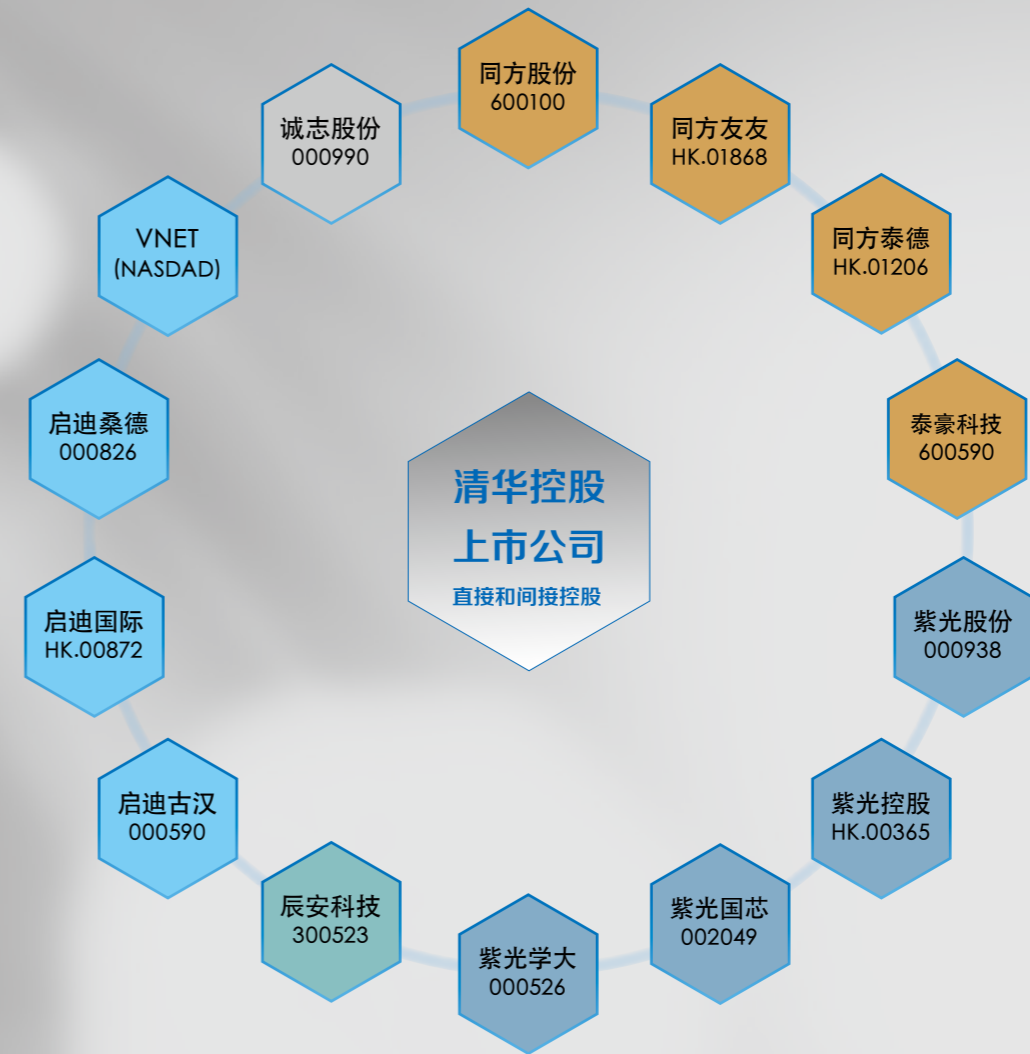 清华控股
上市公司
直接和间接控股
同方股份
600100
同方友友
HK.01868
同方泰德
HK.01206
泰豪科技
600590
紫光股份
000938
紫光控股
HK.00365
紫光国芯
002049
紫光学大
000526
辰安科技
300523
启迪古汉
000590
启迪国际
HK.00872
启迪桑德
000826
VNET
(NASDAD)
诚志股份
000990